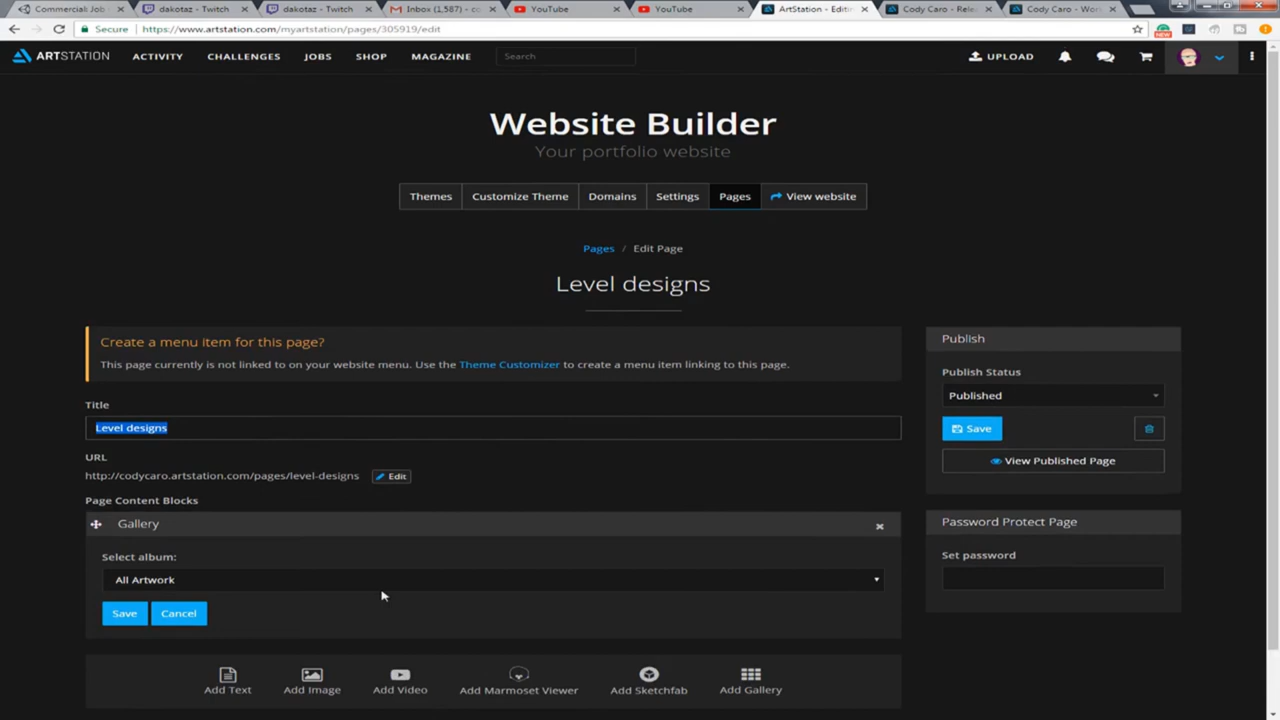 Commercial Job
dakotaz - Twitch
dakotaz - Twitch
Inbox (1,587) - co
YouTube
YouTube
ArtStation - Editin
Cody Caro - Rele
Cody Caro - Wor
Secure
https://www.artstation.com/myartstation/pages/305919/edit
NEW
ARTSTATION
ACTIVITY
CHALLENGES
JOBS
SHOP
MAGAZINE
Search
UPLOAD
Website Builder
Your portfolio website
Themes
Customize Theme
Domains
Settings
Pages
View website
Pages / Edit Page
Level designs
Create a menu item for this page?
This page currently is not linked to on your website menu. Use the Theme Customizer to create a menu item linking to this page.
Title
Level designs
URL
http://codycaro.artstation.com/pages/level-designs
Edit
Page Content Blocks
Gallery
Select album:
All Artwork
Save
Cancel
Add Text
Add Image
Add Video
Add Marmoset Viewer
Add Sketchfab
Add Gallery
Publish
Publish Status
Published
Save
View Published Page
Password Protect Page
Set password